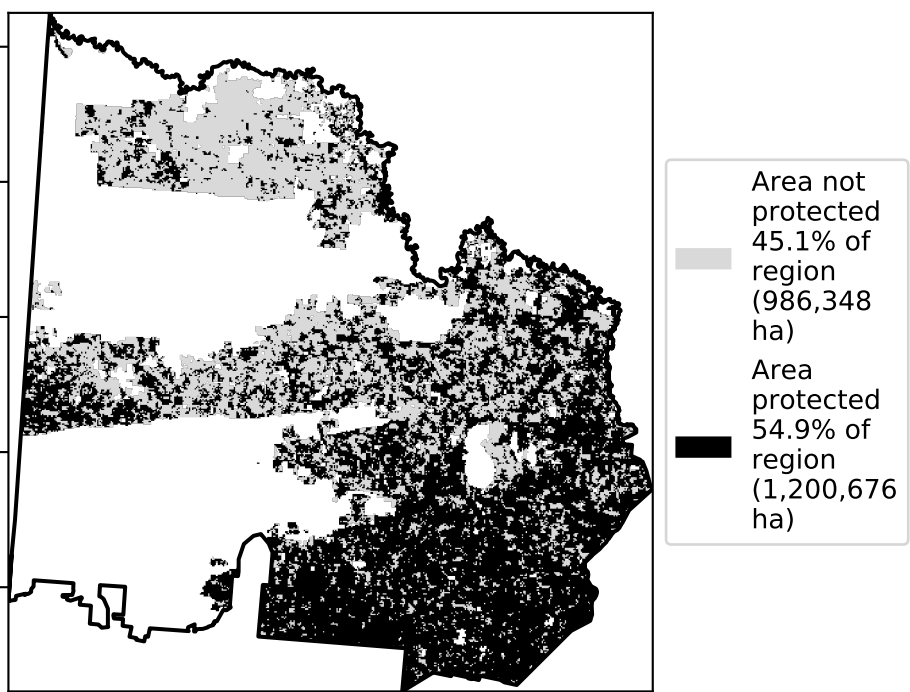 Area not
protected
45.1% of
region
(986,348
ha)
Area
protected
54.9% of
region
(1,200,676
ha)